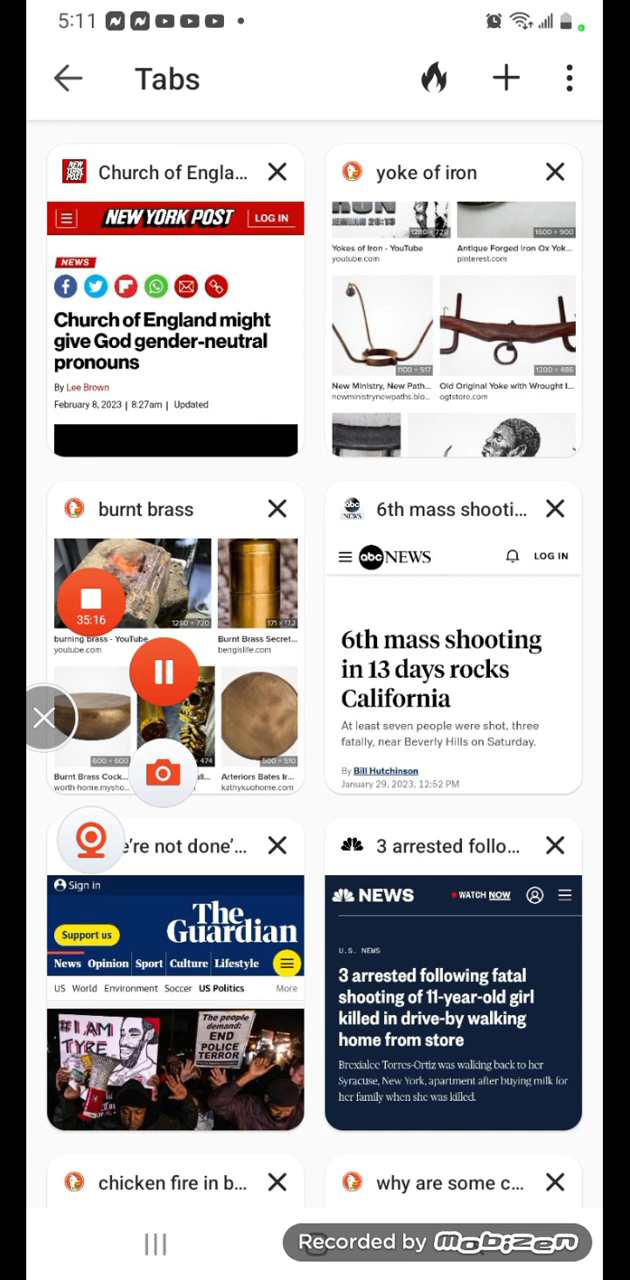 5:11
Tabs
Church of Engla...
NEW YORK POST
LOG IN
NEWS
Church of England might
give God gender-neutral
pronouns
By Lee Brown
February 8, 2023 | 8:27am | Updated
yoke of iron
1280 × 720
1600 × 900
Yokes of Iron - YouTube
youtube.com
Antique Forged Iron Ox Yok...
pinterest.com
1100 × 517
1200 × 486
New Ministry, New Path...
newministrynewpaths.blo...
Old Original Yoke with Wrought I...
ogtstore.com
burnt brass
1280 × 720
171 × 172
burning brass - YouTube
youtube.com
Burnt Brass Secret...
bengislife.com
35:16
600 × 600
474
500 × 510
Burnt Brass Cock...
worth-home.mysho...
Arteriors Bates Ir...
kathykuohome.com
6th mass shooti...
abc NEWS
LOG IN
6th mass shooting
in 13 days rocks
California
At least seven people were shot, three
fatally, near Beverly Hills on Saturday.
By Bill Hutchinson
January 29, 2023, 12:52 PM
e're not done'...
Sign in
Support us
The
Guardian
News Opinion Sport Culture Lifestyle
US World Environment Soccer US Politics More
#I AM
TYRE
The people
demand:
END
POLICE
TERROR
3 arrested follo...
NEWS
WATCH NOW
U.S. NEWS
3 arrested following fatal
shooting of 11-year-old girl
killed in drive-by walking
home from store
Brexialee Torres-Ortiz was walking back to her
Syracuse, New York, apartment after buying milk for
her family when she was killed.
chicken fire in b...
why are some c...
Recorded by mobizen